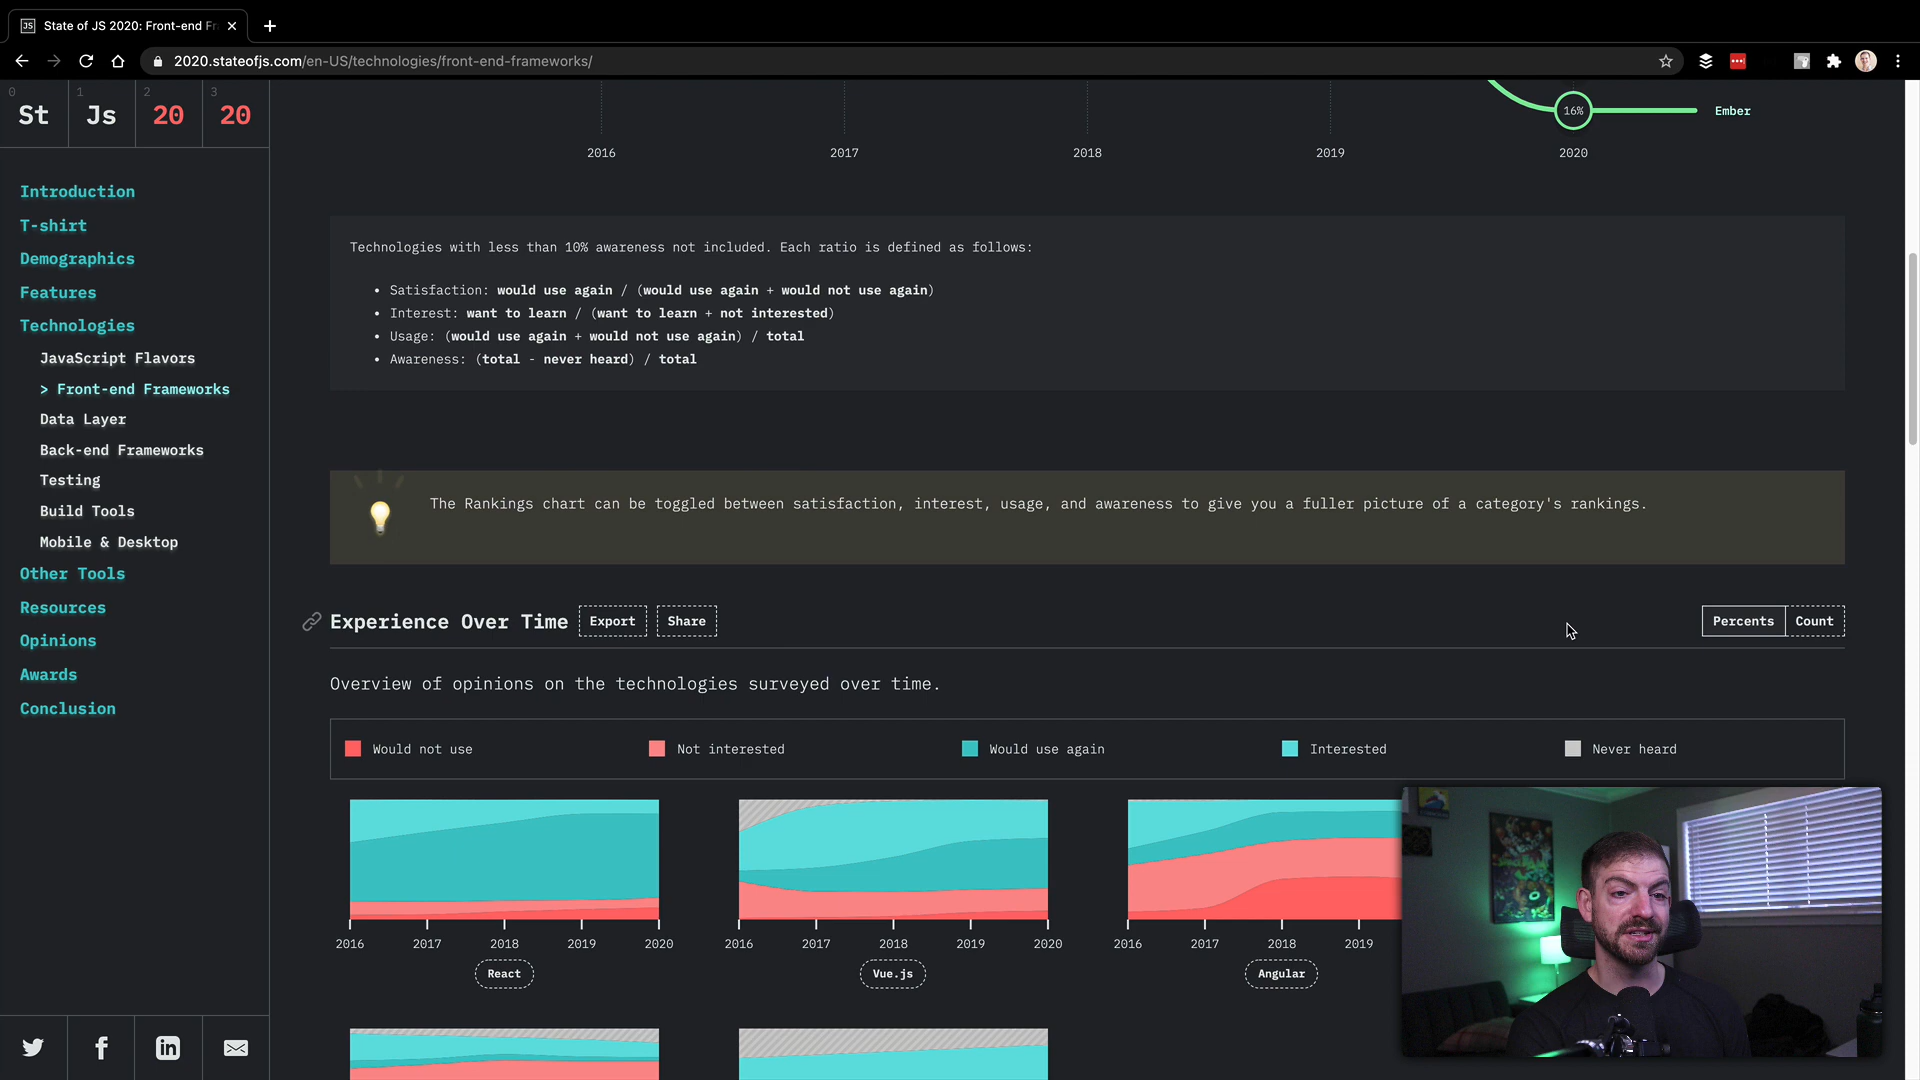 State of JS 2020: Front-end Fr
2020.stateofjs.com/en-US/technologies/front-end-frameworks/
0 1 2 3
St Js 20 20
Introduction
T-shirt
Demographics
Features
Technologies
JavaScript Flavors
> Front-end Frameworks
Data Layer
Back-end Frameworks
Testing
Build Tools
Mobile & Desktop
Other Tools
Resources
Opinions
Awards
Conclusion
16% Ember
2016 2017 2018 2019 2020
Technologies with less than 10% awareness not included. Each ratio is defined as follows:
• Satisfaction: would use again / (would use again + would not use again)
• Interest: want to learn / (want to learn + not interested)
• Usage: (would use again + would not use again) / total
• Awareness: (total - never heard) / total
The Rankings chart can be toggled between satisfaction, interest, usage, and awareness to give you a fuller picture of a category's rankings.
Experience Over Time Export Share Percents Count
Overview of opinions on the technologies surveyed over time.
Would not use Not interested Would use again Interested Never heard
2016 2017 2018 2019 2020 2016 2017 2018 2019 2020 2016 2017 2018 2019
React Vue.js Angular